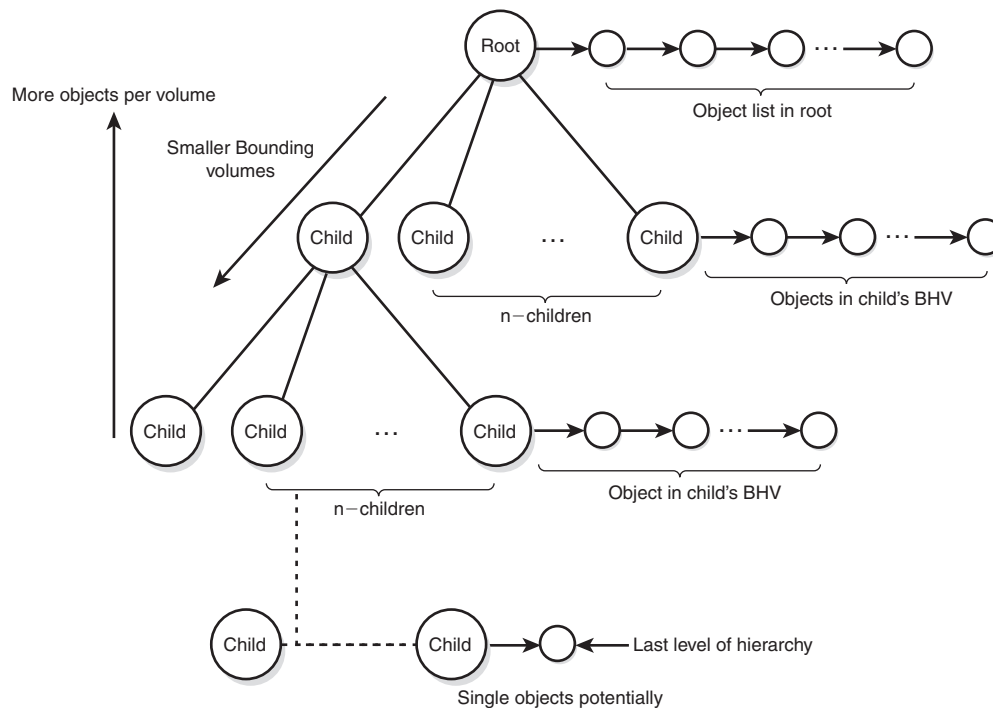 Root
...
More objects per volume
Object list in root
Smaller Bounding
volumes
Child
Child
...
Child
...
Objects in child's BHV
n–children
Child
Child
...
Child
...
Object in child's BHV
n–children
Child
Child
Last level of hierarchy
Single objects potentially